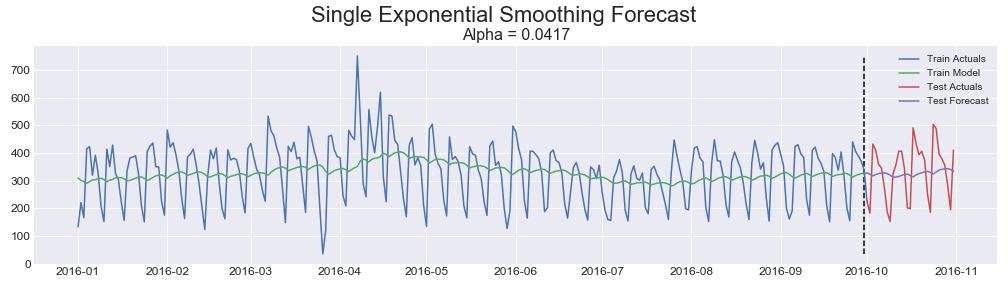 Single Exponential Smoothing Forecast
Alpha = 0.0417
700
600
500
400
300
200
100
0
Train Actuals
Train Model
Test Actuals
Test Forecast
2016-01 2016-02 2016-03 2016-04 2016-05 2016-06 2016-07 2016-08 2016-09 2016-10 2016-11